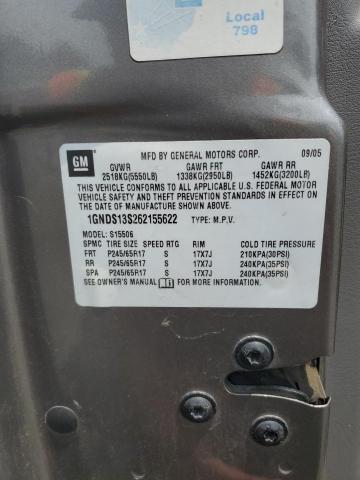 Local
798
GM
MFD BY GENERAL MOTORS CORP. 09/05
GVWR GAWR FRT GAWR RR
2518KG(5550LB) 1338KG(2950LB) 1452KG(3200LB)
THIS VEHICLE CONFORMS TO ALL APPLICABLE U.S. FEDERAL MOTOR
VEHICLE SAFETY AND THEFT PREVENTION STANDARDS IN EFFECT ON
THE DATE OF MANUFACTURE SHOWN ABOVE.
1GNDS13S262155622 TYPE: M.P.V.
MODEL: S15506
SPMC TIRE SIZE SPEED RTG RIM COLD TIRE PRESSURE
FRT P245/65R17 S 17X7J 210KPA(30PSI)
RR P245/65R17 S 17X7J 240KPA(35PSI)
SPA P245/65R17 S 17X7J 240KPA(35PSI)
SEE OWNER'S MANUAL FOR MORE INFORMATION.